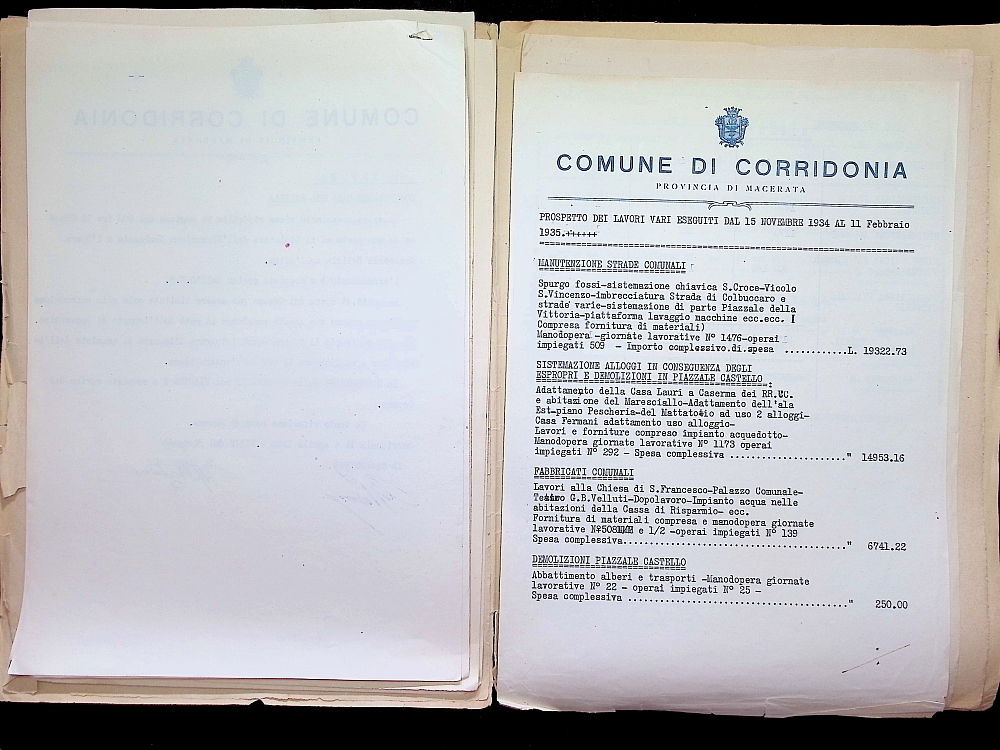 COMUNE DI CORRIDONIA
PROVINCIA DI MACERATA
PROSPETTO DEI LAVORI VARI ESEGUITI DAL 15 NOVEMBRE 1934 AL 11 Febbraio
1935.++++++
MANUTENZIONE STRADE COMUNALI
Spurgo fossi-sistemazione chiavica S.Croce-Vicolo
S.Vincenzo-imbrecciatura Strada di Colbuccaro e
strade varie-sistemazione di parte Piazzale della
Vittoria-piattaforma lavaggio macchine ecc.ecc. (
Compresa fornitura di materiali)
Manodopera -giornate lavorative N° 1476-operai
impiegati 509 - Importo complessivo.di.spesa ............L. 19322.73
SISTEMAZIONE ALLOGGI IN CONSEGUENZA DEGLI
ESPROPRI E DEMOLIZIONI IN PIAZZALE CASTELLO.:
Adattamento della Casa Lauri a Caserma dei RR.CC.
e abitazione del Maresciallo-Adattamento dell'ala
Est-piano Pescheria-del Mattatoio ad uso 2 alloggi-
Casa Fermani adattamento uso alloggio-
Lavori e forniture compreso impianto acquedotto-
Manodopera giornate lavorative N° 1173 operai
impiegati N° 292 - Spesa complessiva ......................" 14953.16
FABBRICATI COMUNALI
Lavori alla Chiesa di S.Francesco-Palazzo Comunale-
Teatro G.B.Velluti-Dopolavoro-Impianto acqua nelle
abitazioni della Cassa di Risparmio- ecc.
Fornitura di materiali compresa e manodopera giornate
lavorative N°508 e 1/2 -operai impiegati N° 139
Spesa complessiva.........................................." 6741.22
DEMOLIZIONI PIAZZALE CASTELLO
Abbattimento alberi e trasporti -Manodopera giornate
lavorative N° 22 - operai impiegati N° 25 -
Spesa complessiva ........................................." 250.00